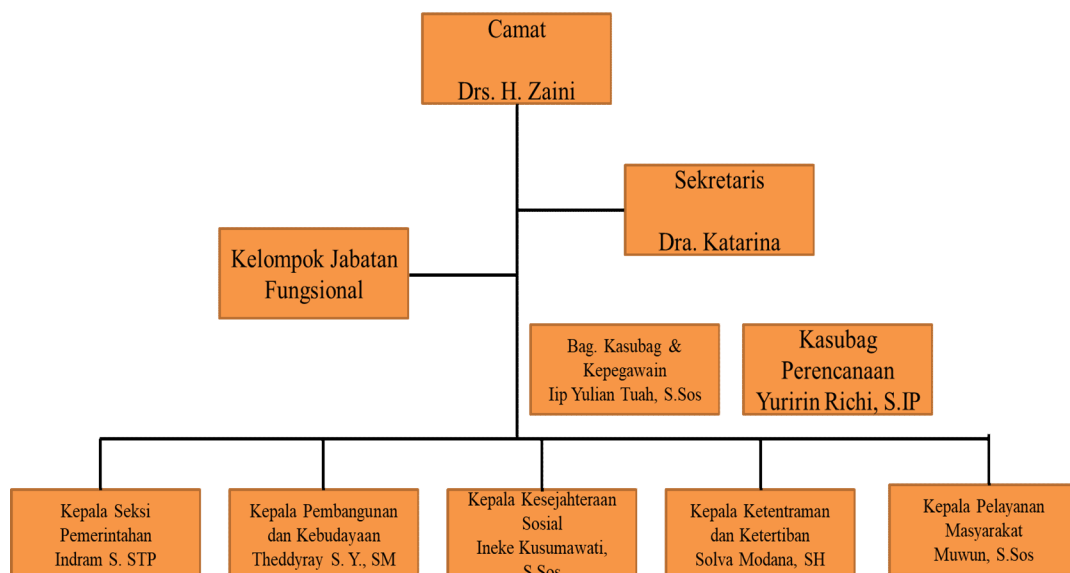 Camat
Drs. H. Zaini
Sekretaris
Dra. Katarina
Kelompok Jabatan
Fungsional
Bag. Kasubag &
Kepegawain
Iip Yulian Tuah, S.Sos
Kasubag
Perencanaan
Yuririn Richi, S.IP
Kepala Seksi
Pemerintahan
Indram S. STP
Kepala Pembangunan
dan Kebudayaan
Theddyray S. Y., SM
Kepala Kesejahteraan
Sosial
Ineke Kusumawati,
S.Sos
Kepala Ketentraman
dan Ketertiban
Solva Modana, SH
Kepala Pelayanan
Masyarakat
Muwun, S.Sos